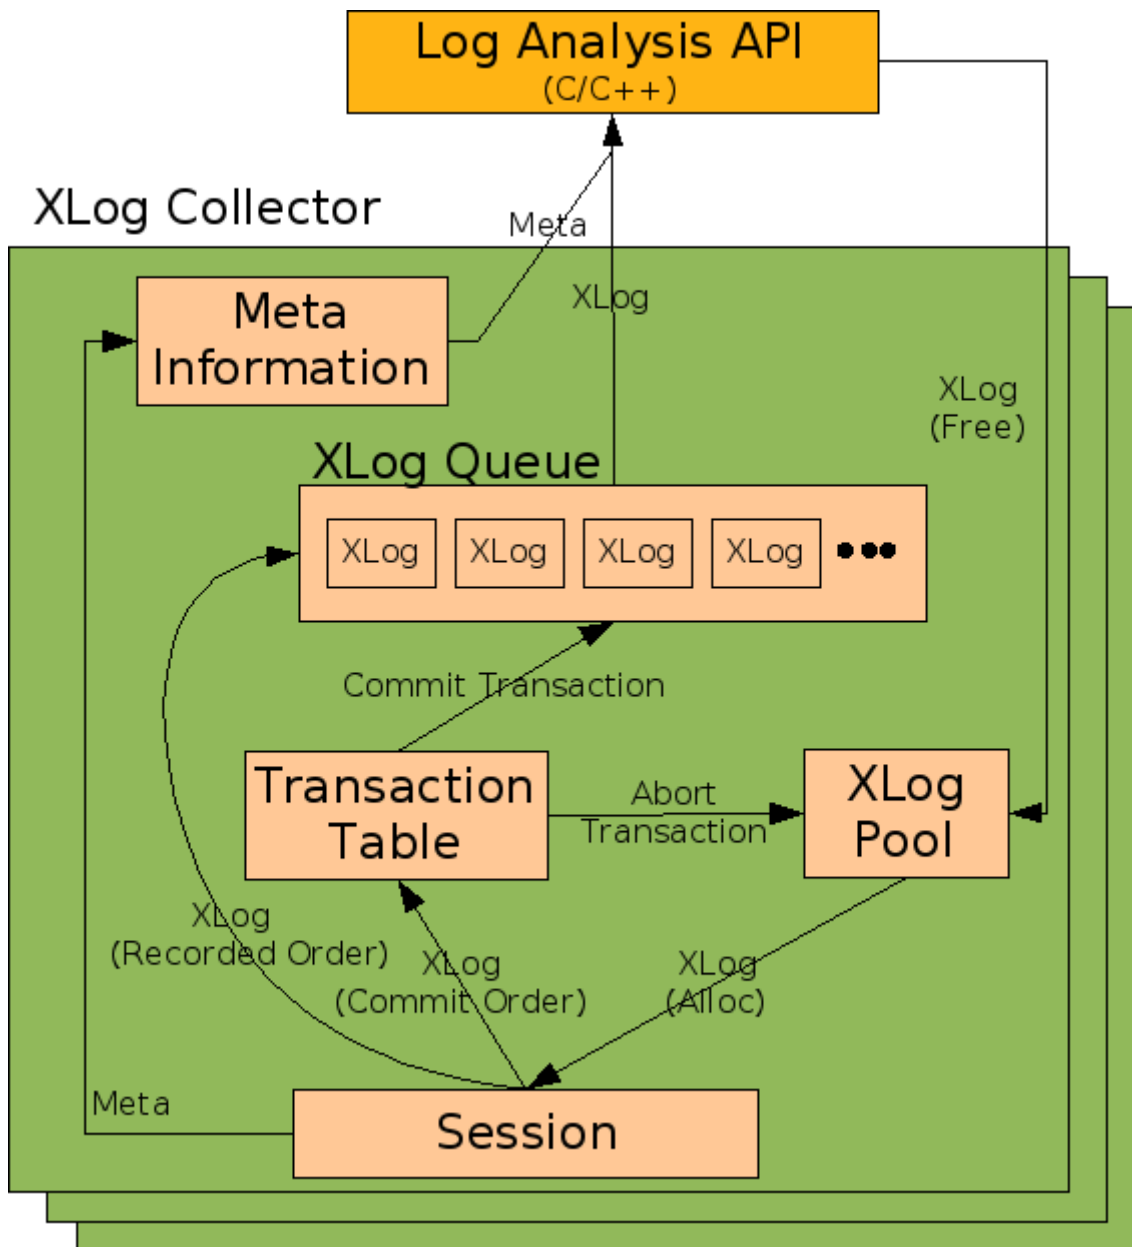 Log Analysis API
(C/C++)
XLog Collector
Meta
XLog
Meta
Information
XLog
(Free)
XLog Queue
XLog XLog XLog XLog
Commit Transaction
Transaction
Table
Abort
Transaction
XLog
Pool
XLog
(Recorded Order)
XLog
(Commit Order)
XLog
(Alloc)
Meta
Session